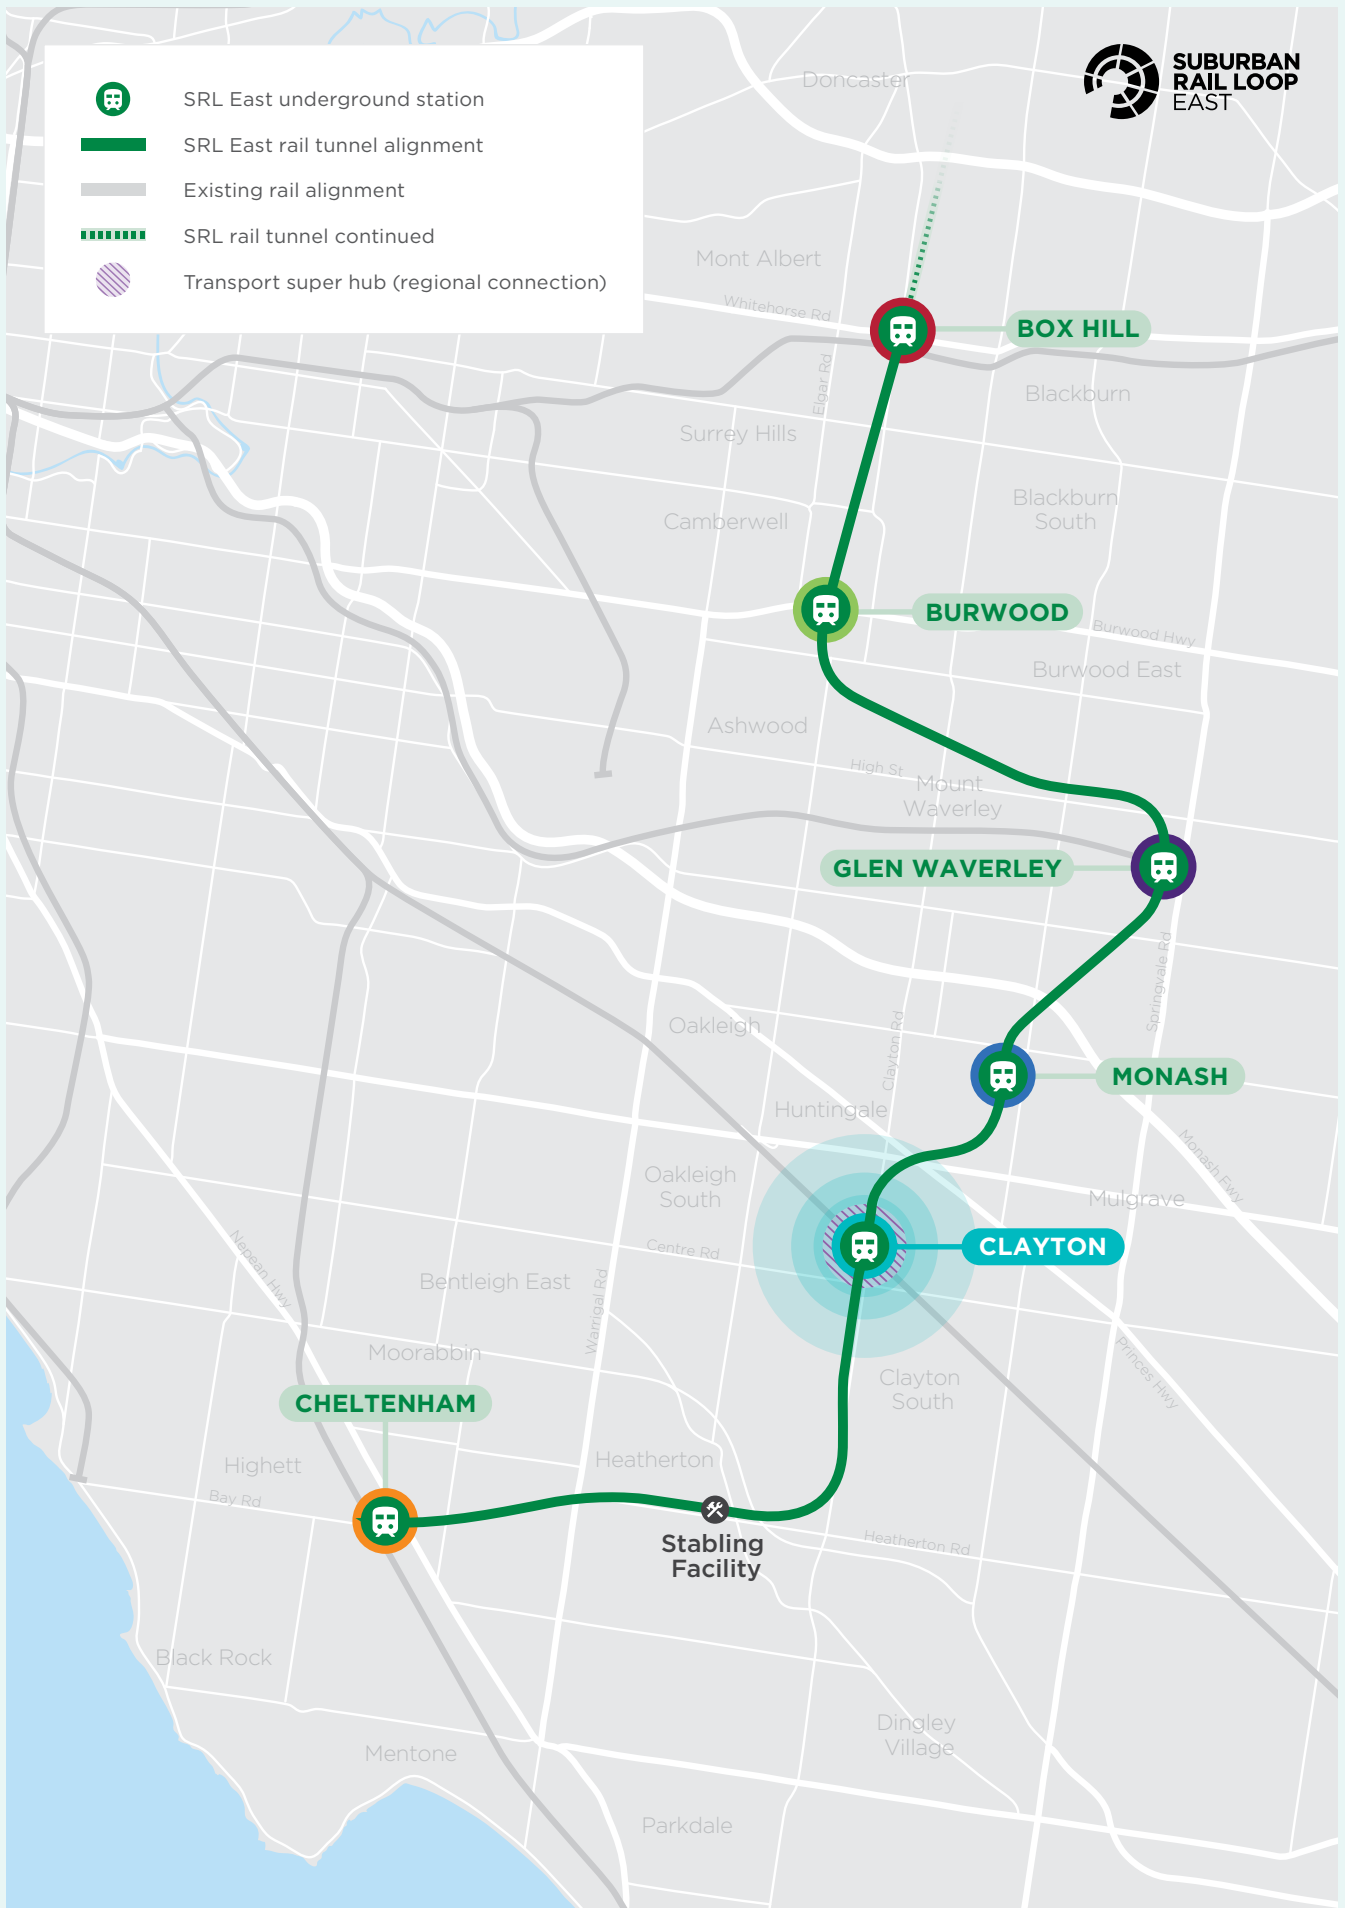 SUBURBAN
RAIL LOOP
EAST
SRL East underground station
SRL East rail tunnel alignment
Existing rail alignment
SRL rail tunnel continued
Transport super hub (regional connection)
Doncaster
Mont Albert
Whitehorse Rd
BOX HILL
Elgar Rd
Blackburn
Surrey Hills
Blackburn
South
Camberwell
BURWOOD
Burwood Hwy
Burwood East
Ashwood
High St
Mount
Waverley
GLEN WAVERLEY
Springvale Rd
Oakleigh
Clayton Rd
MONASH
Huntingale
Monash Fwy
Oakleigh
South
Mulgrave
Nepean Hwy
Centre Rd
CLAYTON
Bentleigh East
Warrigal Rd
Moorabbin
Princes Hwy
Clayton
South
CHELTENHAM
Highett
Heatherton
Bay Rd
Stabling
Facility
Heatherton Rd
Black Rock
Dingley
Village
Mentone
Parkdale